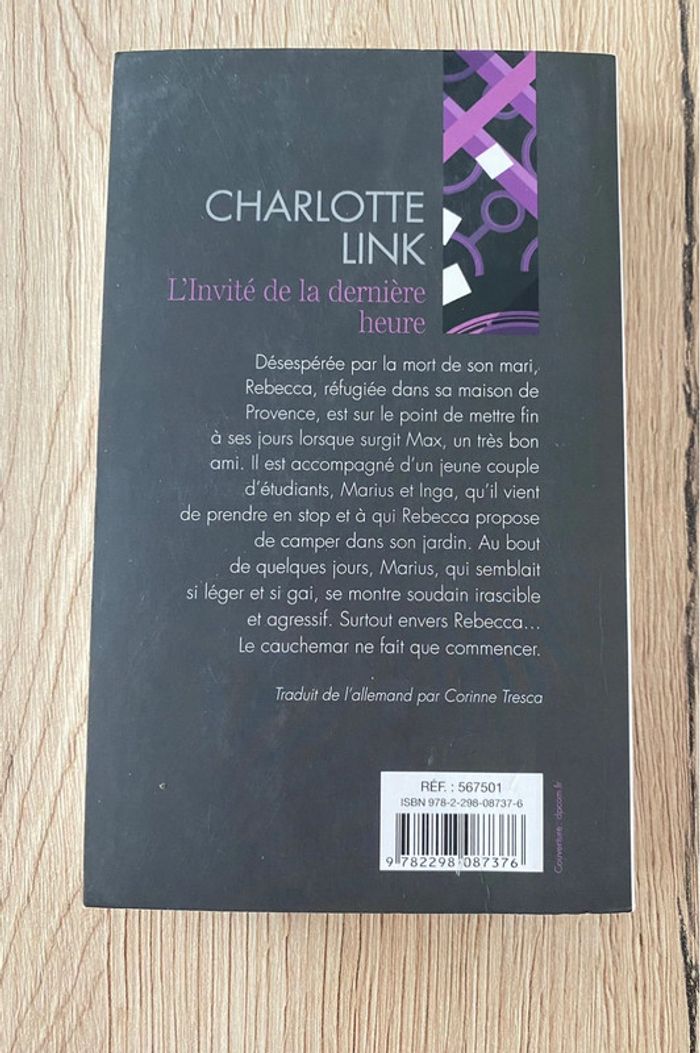 CHARLOTTE
LINK
L'Invité de la dernière
heure
Désespérée par la mort de son mari,
Rebecca, réfugiée dans sa maison de
Provence, est sur le point de mettre fin
à ses jours lorsque surgit Max, un très bon
ami. Il est accompagné d'un jeune couple
d'étudiants, Marius et Inga, qu'il vient
de prendre en stop et à qui Rebecca propose
de camper dans son jardin. Au bout
de quelques jours, Marius, qui semblait
si léger et si gai, se montre soudain irascible
et agressif. Surtout envers Rebecca...
Le cauchemar ne fait que commencer.
Traduit de l'allemand par Corinne Tresca
RÉF. : 567501
ISBN 978-2-298-08737-6
9 782298 087376
Couverture : dpcom.fr